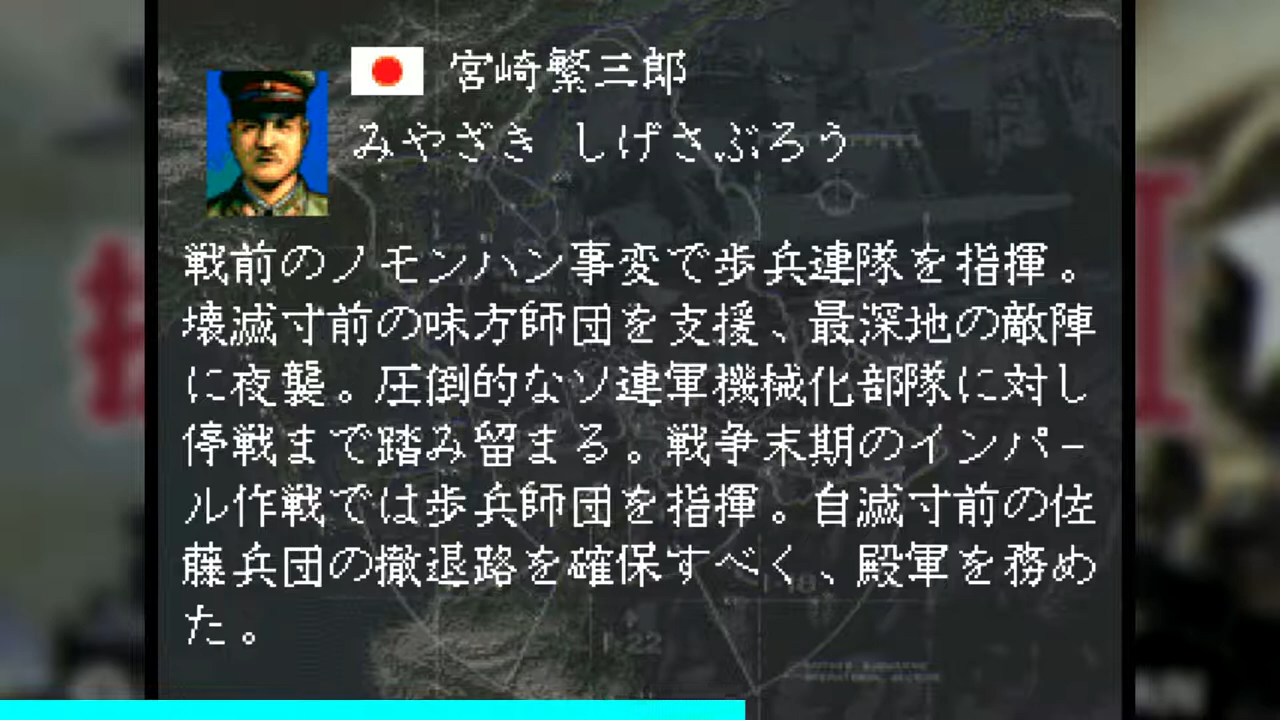 宮崎繁三郎
みやざき しげさぶろう
戦前のノモンハン事変で歩兵連隊を指揮。
壊滅寸前の味方師団を支援、最深地の敵陣
に夜襲。圧倒的なソ連軍機械化部隊に対し
停戦まで踏み留まる。戦争末期のインパー
ル作戦では歩兵師団を指揮。自滅寸前の佐
藤兵団の撤退路を確保すべく、殿軍を務め
た。
I-18
I-22